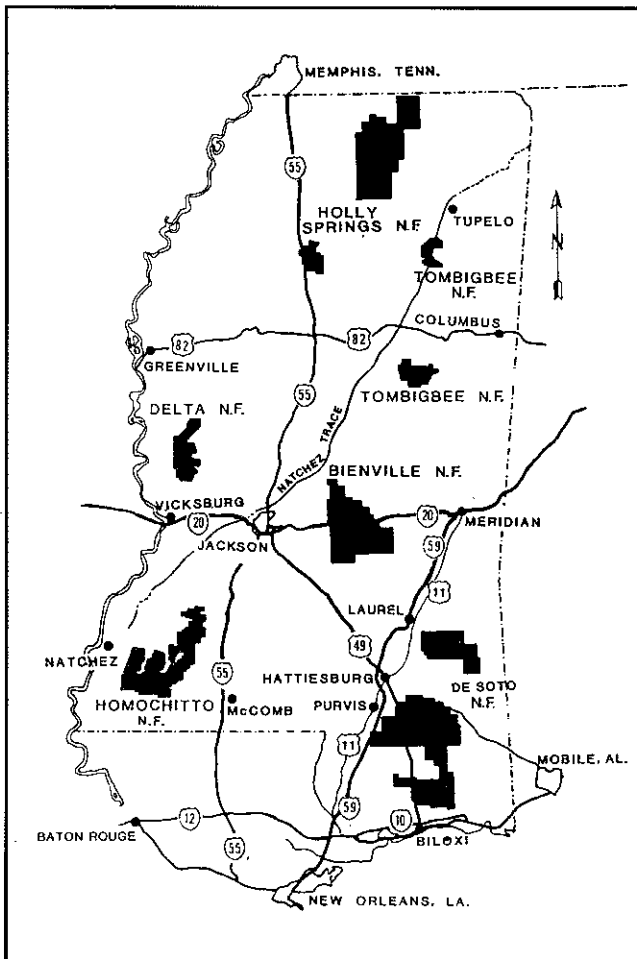 MEMPHIS, TENN.
55
HOLLY
SPRINGS N.F.
TUPELO
N
TOMBIGBEE
N.F.
COLUMBUS
82
82
GREENVILLE
55
TOMBIGBEE N.F.
DELTA N.F.
NATCHEZ TRACE
BIENVILLE N.F.
VICKSBURG
20
20
MERIDIAN
JACKSON
59
11
LAUREL
49
NATCHEZ
55
HATTIESBURG
DE SOTO
N.F.
HOMOCHITTO
N.F.
McCOMB
PURVIS
11
MOBILE, AL.
59
12
10
BATON ROUGE
BILOXI
55
NEW ORLEANS, LA.